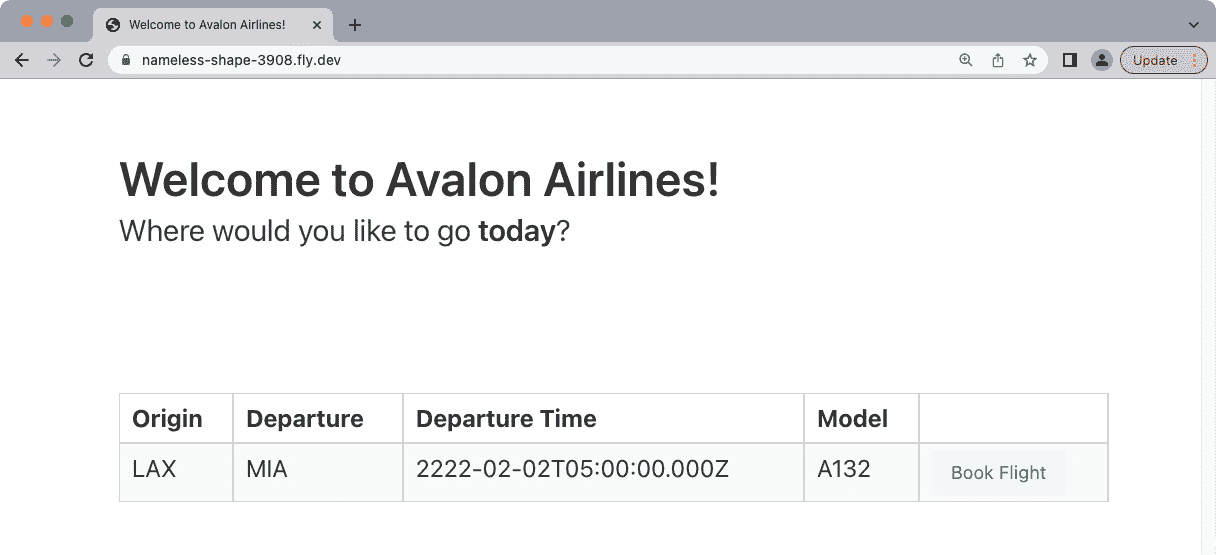 Welcome to Avalon Airlines!
nameless-shape-3908.fly.dev
Update
Welcome to Avalon Airlines!
Where would you like to go today?
Origin Departure Departure Time Model
LAX MIA 2222-02-02T05:00:00.000Z A132 Book Flight